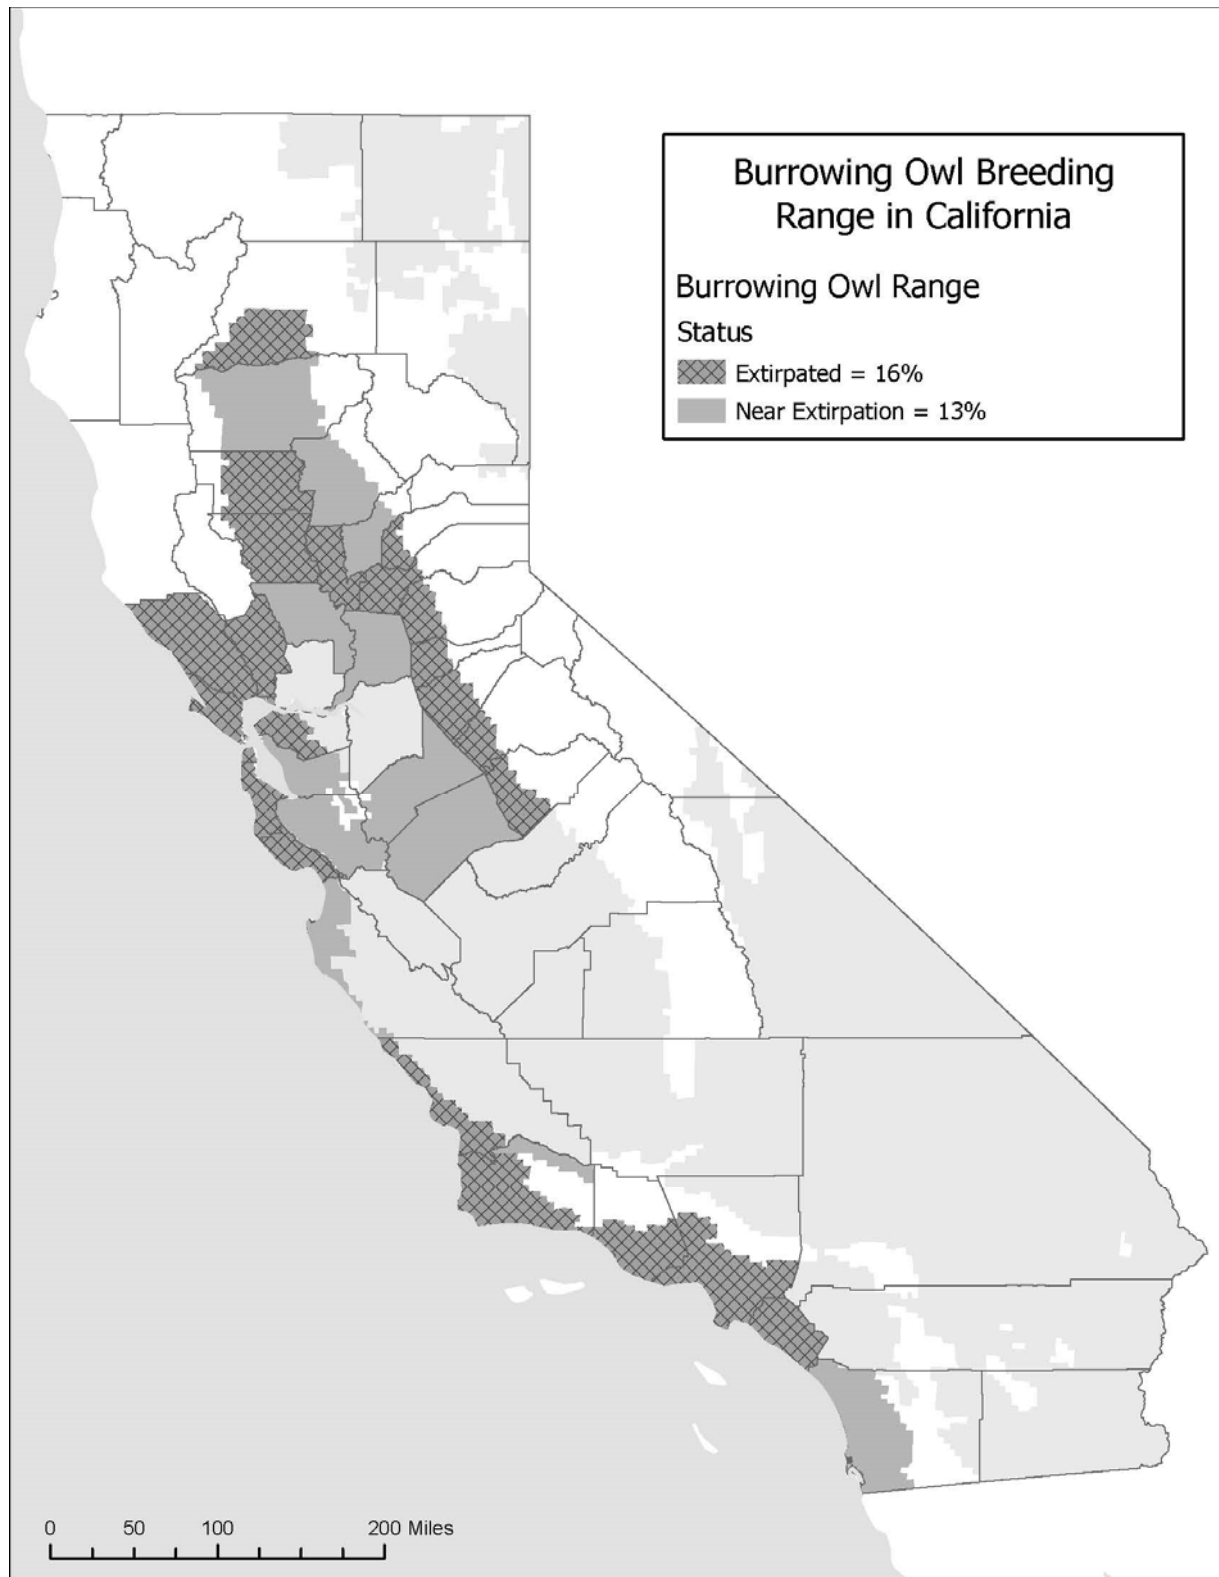 Burrowing Owl Breeding
Range in California
Burrowing Owl Range
Status
Extirpated = 16%
Near Extirpation = 13%
0 50 100 200 Miles